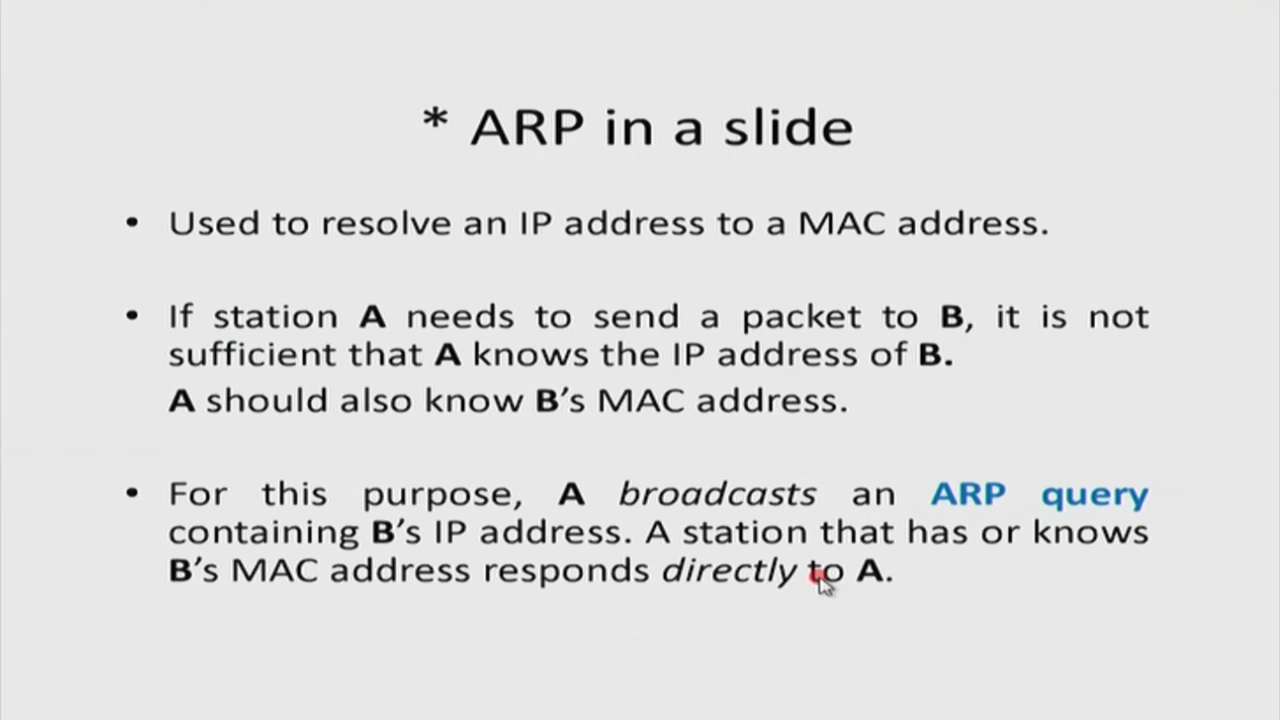 * ARP in a slide
• Used to resolve an IP address to a MAC address.
• If station A needs to send a packet to B, it is not
sufficient that A knows the IP address of B.
A should also know B's MAC address.
• For this purpose, A broadcasts an ARP query
containing B's IP address. A station that has or knows
B's MAC address responds directly to A.